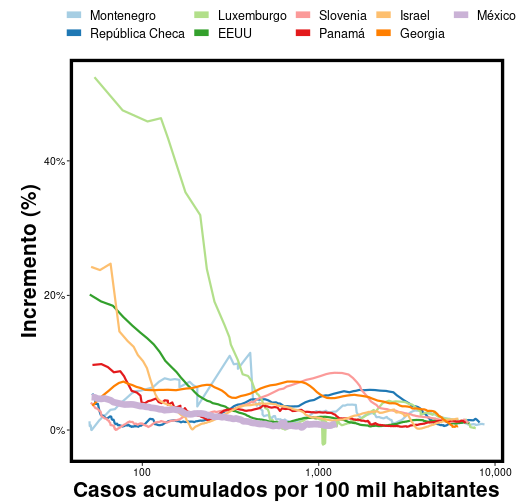 Montenegro Luxemburgo Slovenia Israel México
República Checa EEUU Panamá Georgia
Incremento (%)
40%
20%
0%
100 1,000 10,000
Casos acumulados por 100 mil habitantes